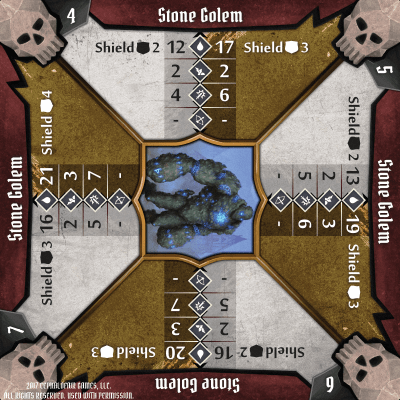 4
Stone Golem
Shield 2 12 17 Shield 3
2 2
4 6
- -
5
Stone Golem
Shield 2 13 19 Shield 3
2 3
5 6
- -
6
Stone Golem
Shield 2 16 20 Shield 3
2 3
5 7
- -
7
Stone Golem
Shield 3 16 21 Shield 4
2 3
5 7
- -
2017 CEPHALOFAIR GAMES, LLC.
ALL RIGHTS RESERVED. USED WITH PERMISSION.